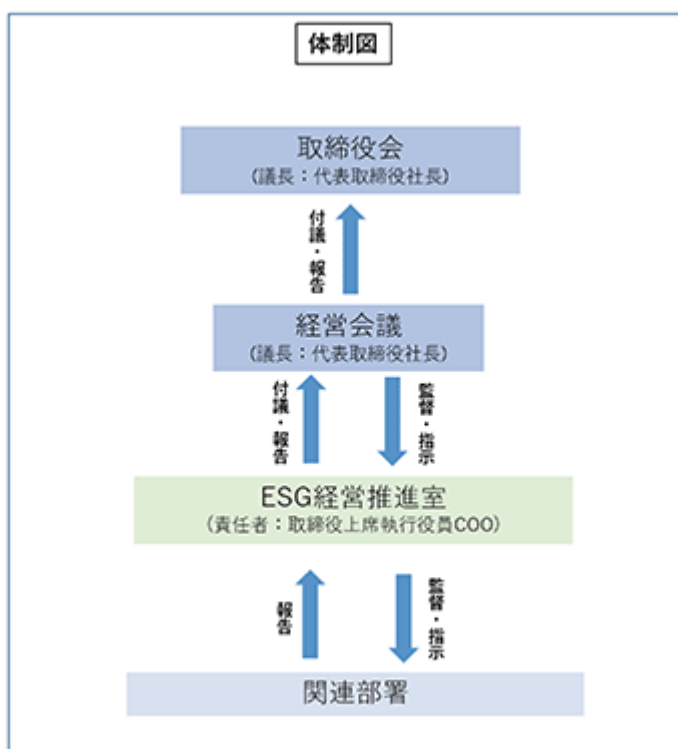 体制図
取締役会
(議長：代表取締役社長)
付議・報告
経営会議
(議長：代表取締役社長)
付議・報告
監督・指示
ESG経営推進室
(責任者：取締役上席執行役員COO)
報告
監督・指示
関連部署